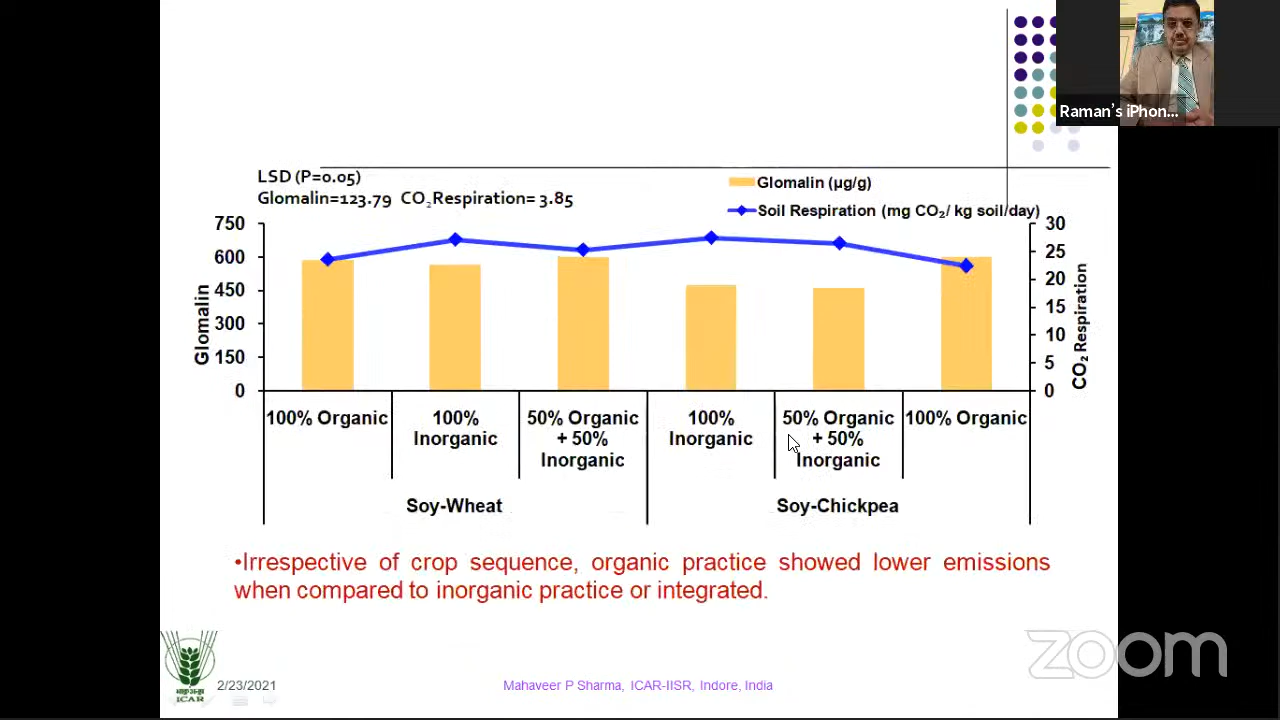 Raman's iPhon...
LSD (P=0.05)
Glomalin=123.79 CO₂Respiration= 3.85
Glomalin (µg/g)
Soil Respiration (mg CO₂/ kg soil/day)
750
600
450
300
150
0
Glomalin
30
25
20
15
10
5
0
CO₂ Respiration
100% Organic
100%
Inorganic
50% Organic
+ 50%
Inorganic
100%
Inorganic
50% Organic
+ 50%
Inorganic
100% Organic
Soy-Wheat
Soy-Chickpea
•Irrespective of crop sequence, organic practice showed lower emissions
when compared to inorganic practice or integrated.
zoom
ICAR
2/23/2021
Mahaveer P Sharma, ICAR-IISR, Indore, India